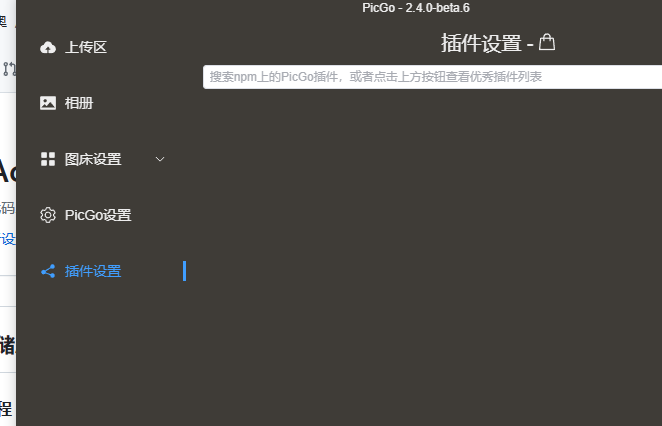 PicGo - 2.4.0-beta.6
上传区
插件设置 -
搜索npm上的PicGo插件，或者点击上方按钮查看优秀插件列表
相册
图床设置
PicGo设置
插件设置
码
设
储
程